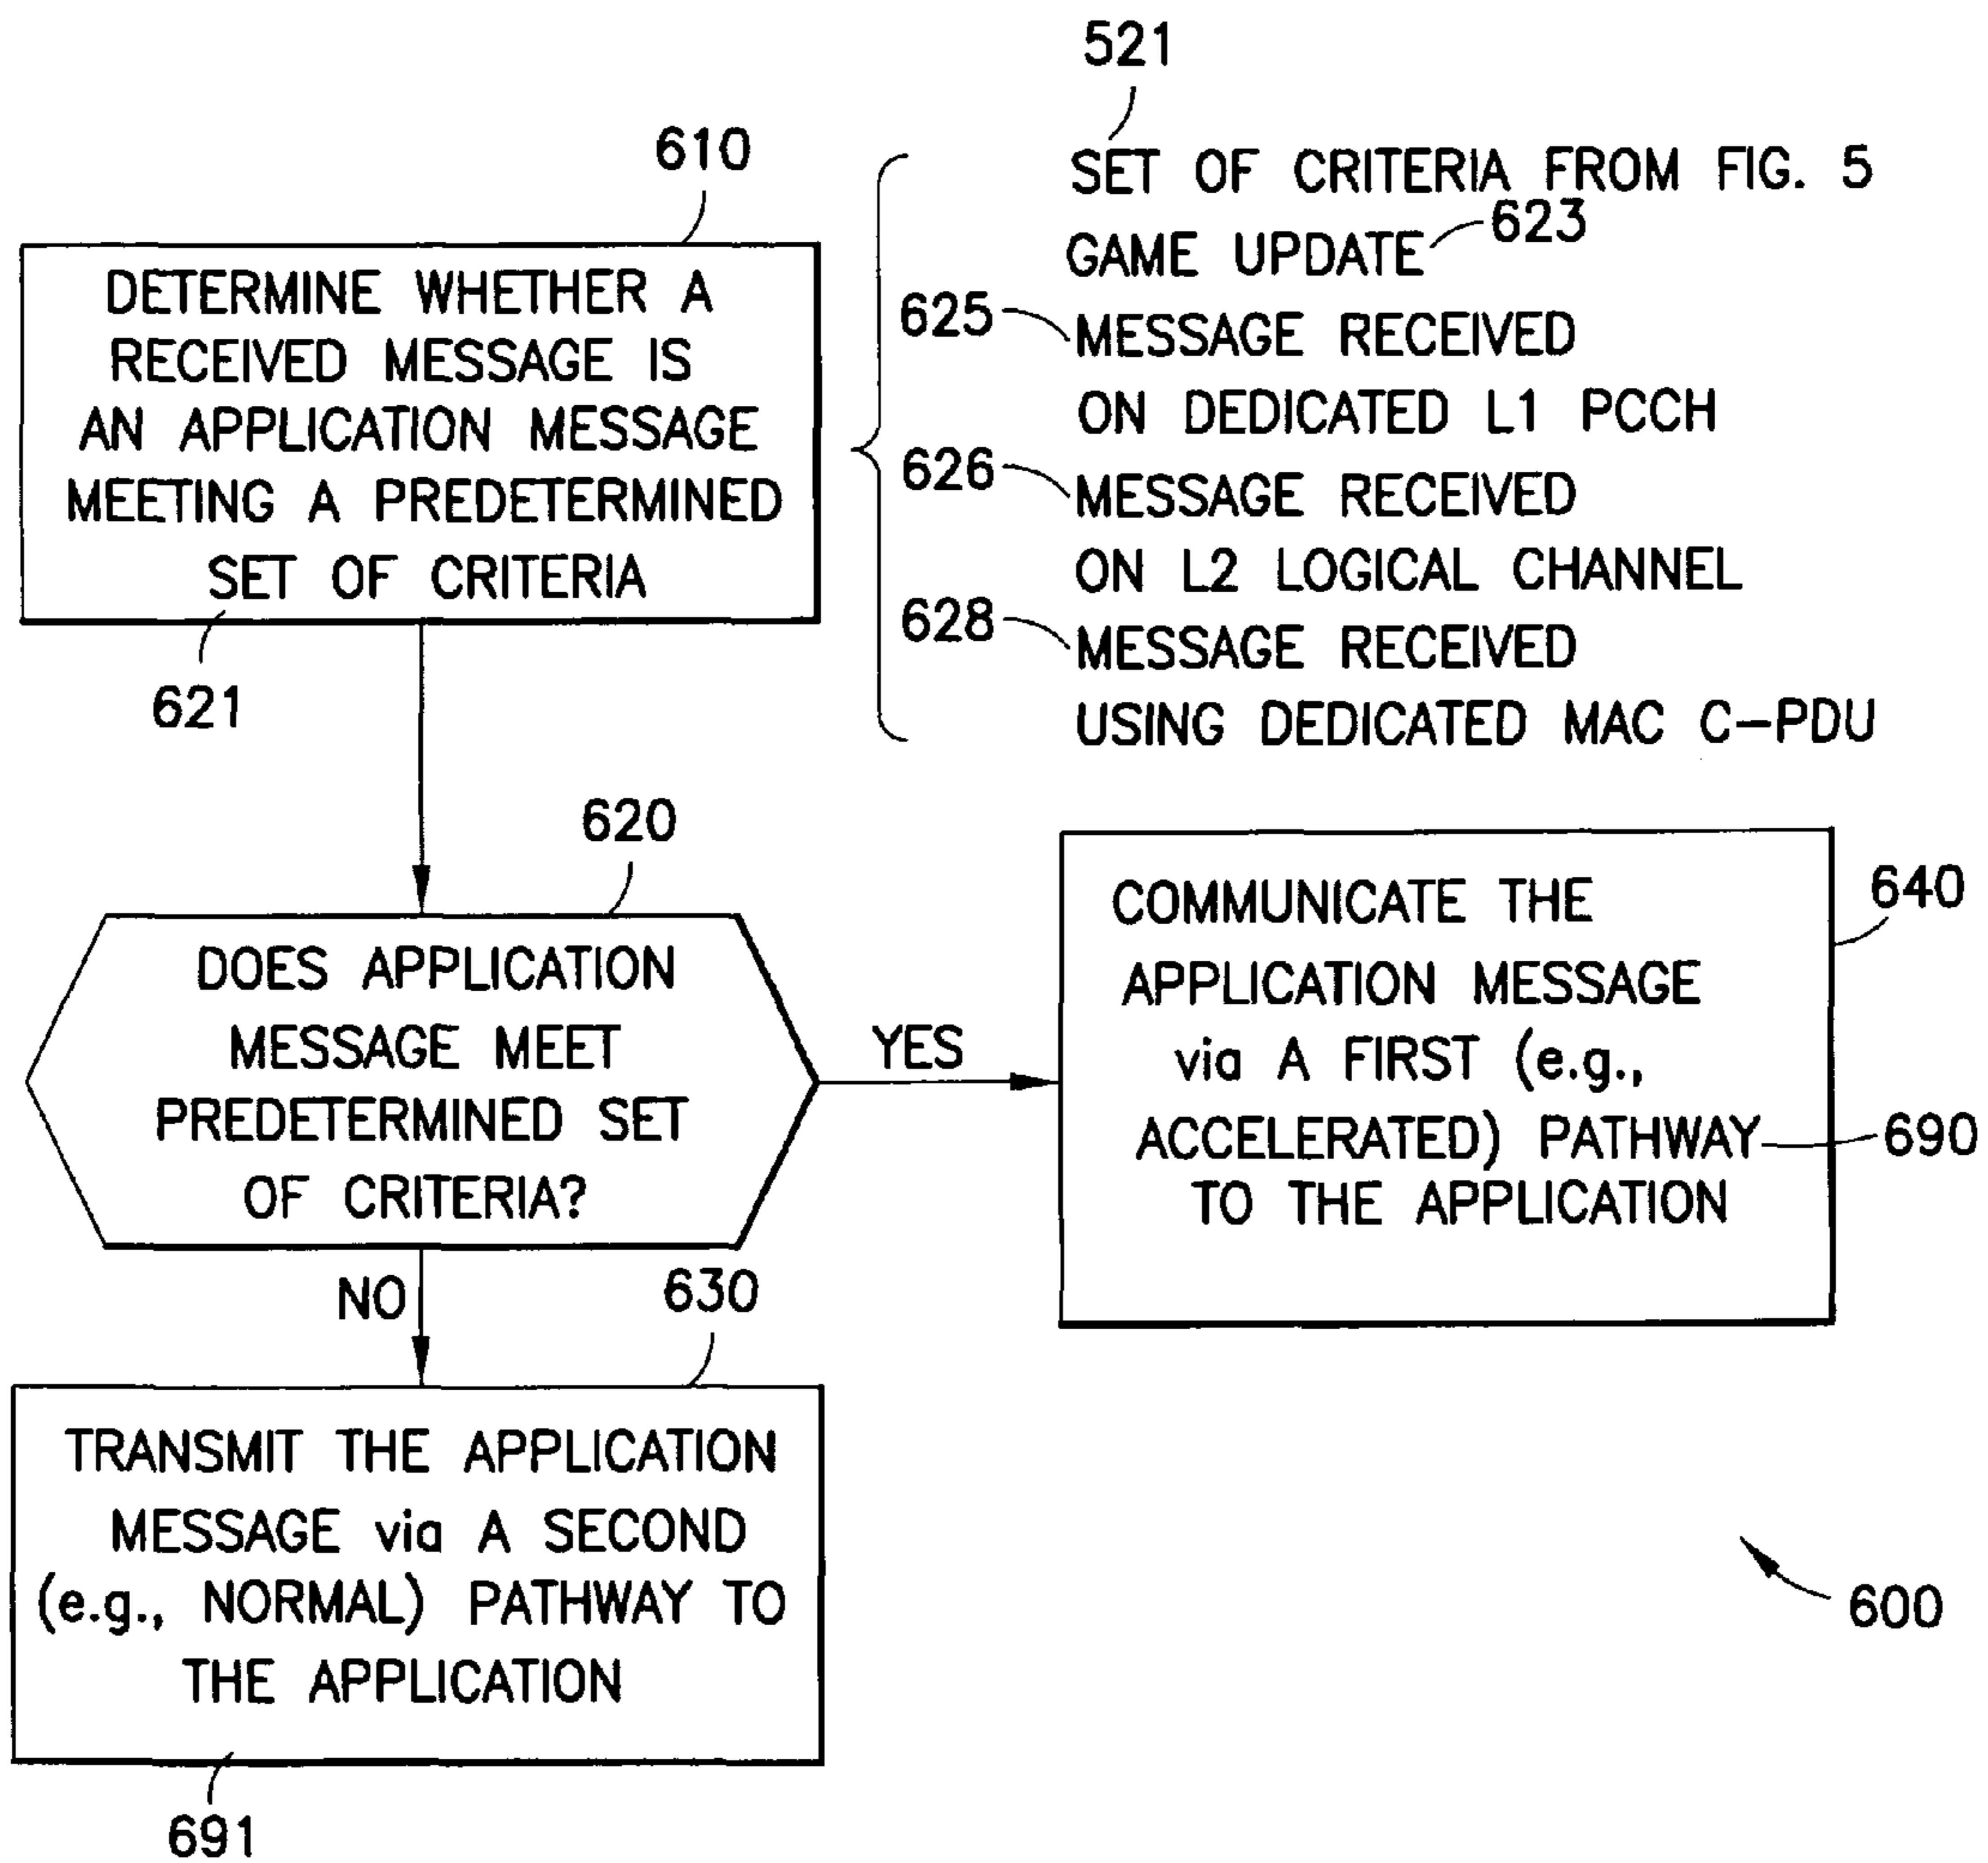 521
610
SET OF CRITERIA FROM FIG. 5
GAME UPDATE
623
625
MESSAGE RECEIVED
ON DEDICATED L1 PCCH
626
MESSAGE RECEIVED
ON L2 LOGICAL CHANNEL
628
MESSAGE RECEIVED
USING DEDICATED MAC C-PDU
DETERMINE WHETHER A
RECEIVED MESSAGE IS
AN APPLICATION MESSAGE
MEETING A PREDETERMINED
SET OF CRITERIA
621
620
DOES APPLICATION
MESSAGE MEET
PREDETERMINED SET
OF CRITERIA?
YES
640
COMMUNICATE THE
APPLICATION MESSAGE
via A FIRST (e.g.,
ACCELERATED) PATHWAY
TO THE APPLICATION
690
NO
630
TRANSMIT THE APPLICATION
MESSAGE via A SECOND
(e.g., NORMAL) PATHWAY TO
THE APPLICATION
691
600